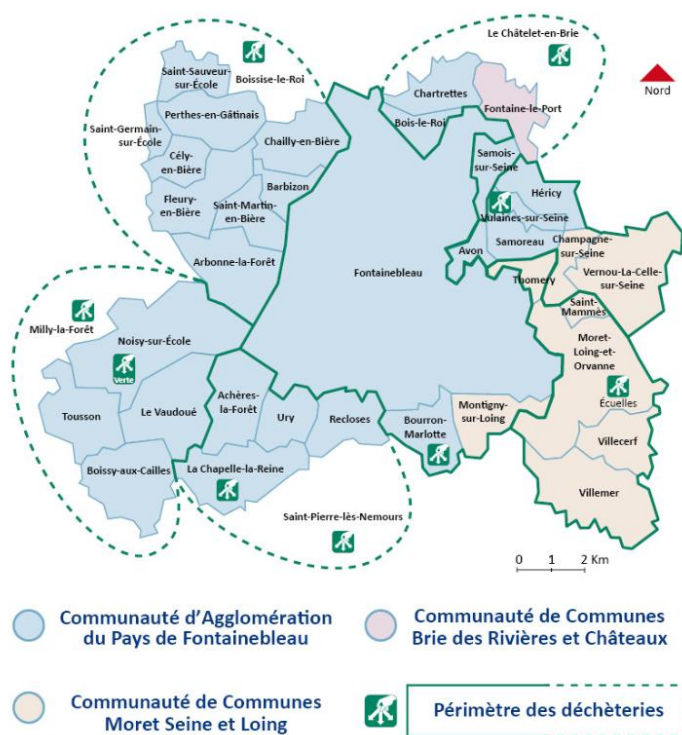 Le Châtelet-en-Brie
Nord
Saint-Sauveur-
sur-École
Boissise-le-Roi
Chartrettes
Fontaine-le-Port
Perthes-en-Gâtinais
Bois-le-Roi
Saint-Germain-
sur-École
Chailly-en-Bière
Samois-
sur-Seine
Cély-
en-Bière
Barbizon
Héricy
Fleury-
en-Bière
Saint-Martin-
en-Bière
Vulaines-sur-Seine
Samoreau
Champagne-
sur-Seine
Avon
Arbonne-la-Forêt
Fontainebleau
Thomery
Vernou-La-Celle-
sur-Seine
Saint-
Mammès
Milly-la-Forêt
Noisy-sur-École
Moret-
Loing-et-
Orvanne
Verte
Écuelles
Achères-
la-Forêt
Tousson
Le Vaudoué
Ury
Recloses
Bourron-
Marlotte
Montigny-
sur-Loing
Villecerf
Boissy-aux-Cailles
La Chapelle-la-Reine
Villemer
Saint-Pierre-lès-Nemours
0 1 2 Km
Communauté d'Agglomération
du Pays de Fontainebleau
Communauté de Communes
Brie des Rivières et Châteaux
Communauté de Communes
Moret Seine et Loing
Périmètre des déchèteries